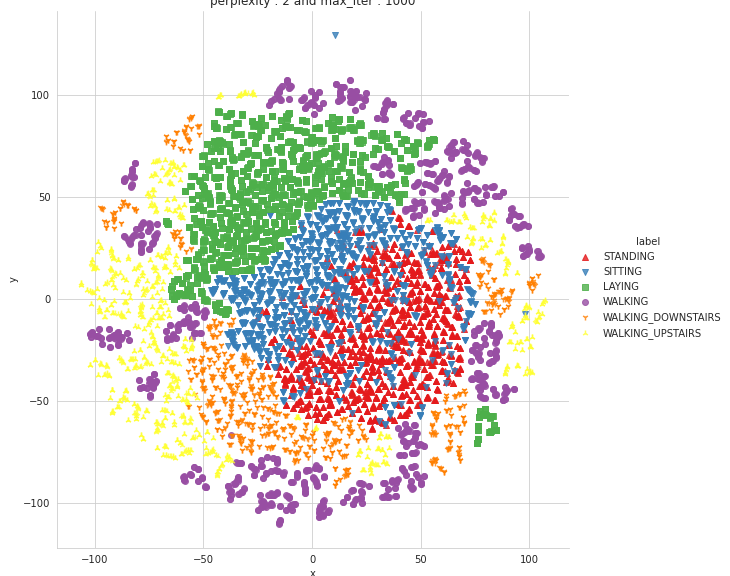 perplexity : 2 and max_iter : 1000
100
50
0
−50
−100
y
−100
−50
0
50
100
x
label
STANDING
SITTING
LAYING
WALKING
WALKING_DOWNSTAIRS
WALKING_UPSTAIRS